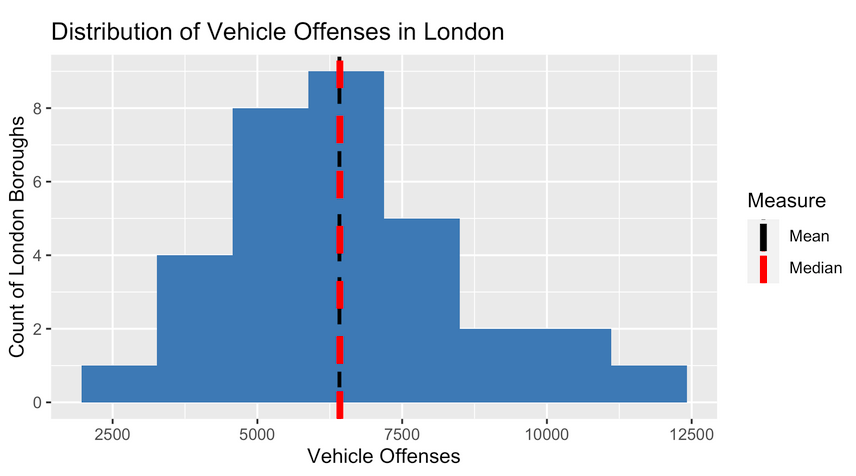 Distribution of Vehicle Offenses in London
Count of London Boroughs
8
6
4
2
0
2500 5000 7500 10000 12500
Vehicle Offenses
Measure
Mean
Median